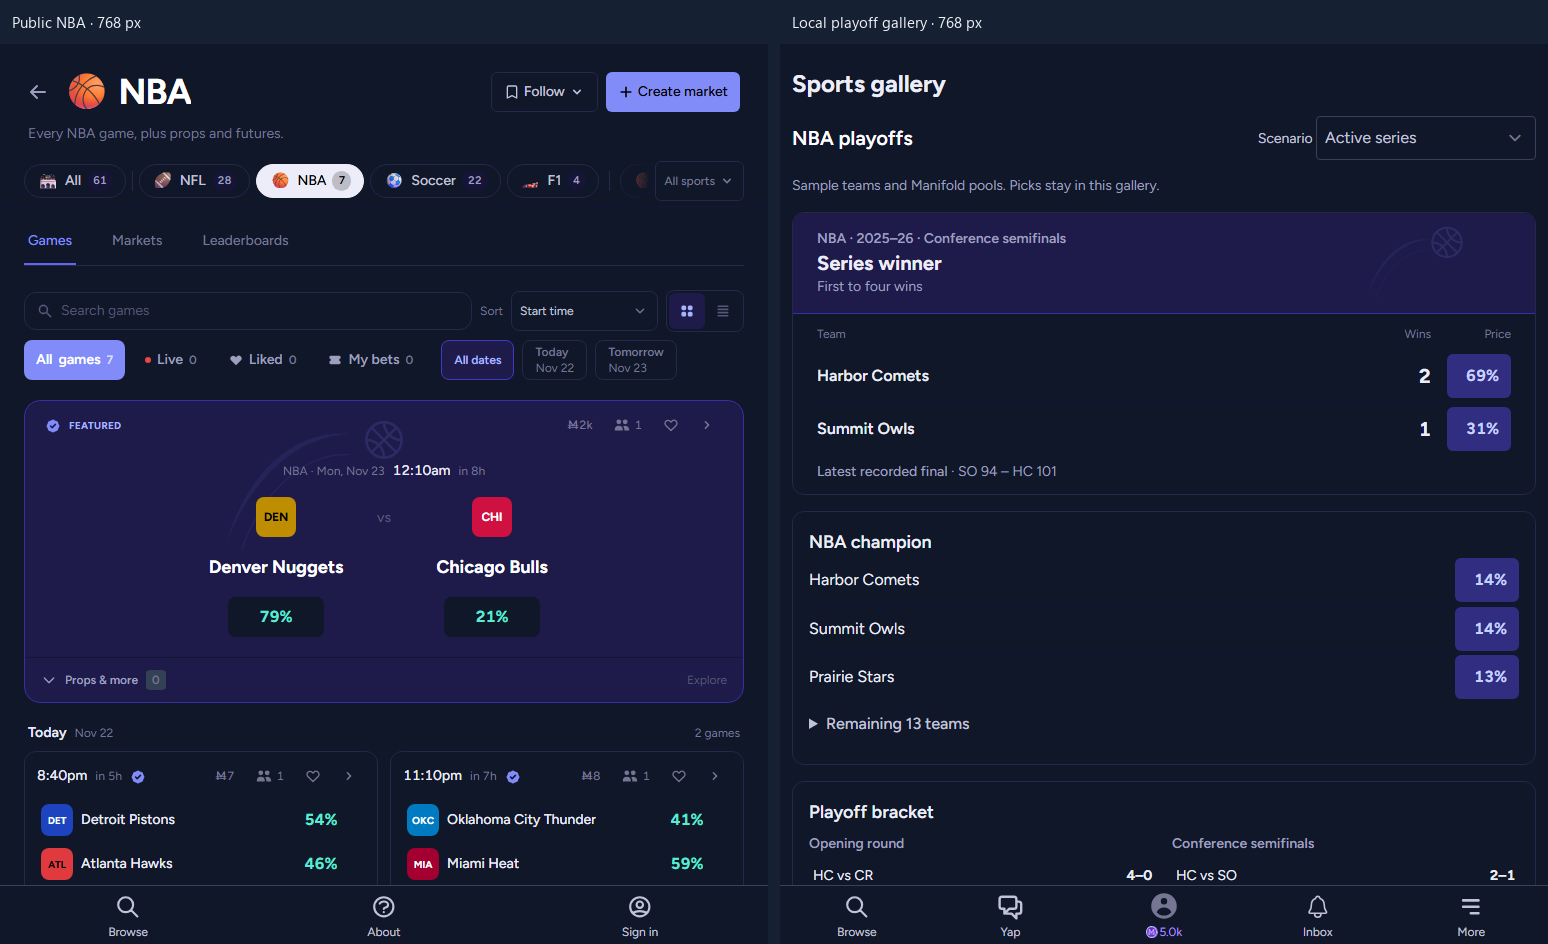 Public NBA · 768 px
NBA
Follow
Create market
Every NBA game, plus props and futures.
All 61
NFL 28
NBA 7
Soccer 22
F1 4
All sports
Games
Markets
Leaderboards
Search games
Sort
Start time
All games 7
Live 0
Liked 0
My bets 0
All dates
Today
Nov 22
Tomorrow
Nov 23
FEATURED
Ṁ2k
1
NBA · Mon, Nov 23 12:10am in 8h
DEN
vs
CHI
Denver Nuggets
Chicago Bulls
79%
21%
Props & more 0
Explore
Today Nov 22
2 games
8:40pm in 5h
Ṁ7
1
DET Detroit Pistons 54%
ATL Atlanta Hawks 46%
11:10pm in 7h
Ṁ8
1
OKC Oklahoma City Thunder 41%
MIA Miami Heat 59%
Browse
About
Sign in
Local playoff gallery · 768 px
Sports gallery
NBA playoffs
Scenario
Active series
Sample teams and Manifold pools. Picks stay in this gallery.
NBA · 2025–26 · Conference semifinals
Series winner
First to four wins
Team Wins Price
Harbor Comets 2 69%
Summit Owls 1 31%
Latest recorded final · SO 94 – HC 101
NBA champion
Harbor Comets 14%
Summit Owls 14%
Prairie Stars 13%
Remaining 13 teams
Playoff bracket
Opening round
Conference semifinals
HC vs CR 4–0
HC vs SO 2–1
Browse
Yap
M 5.0k
Inbox
More